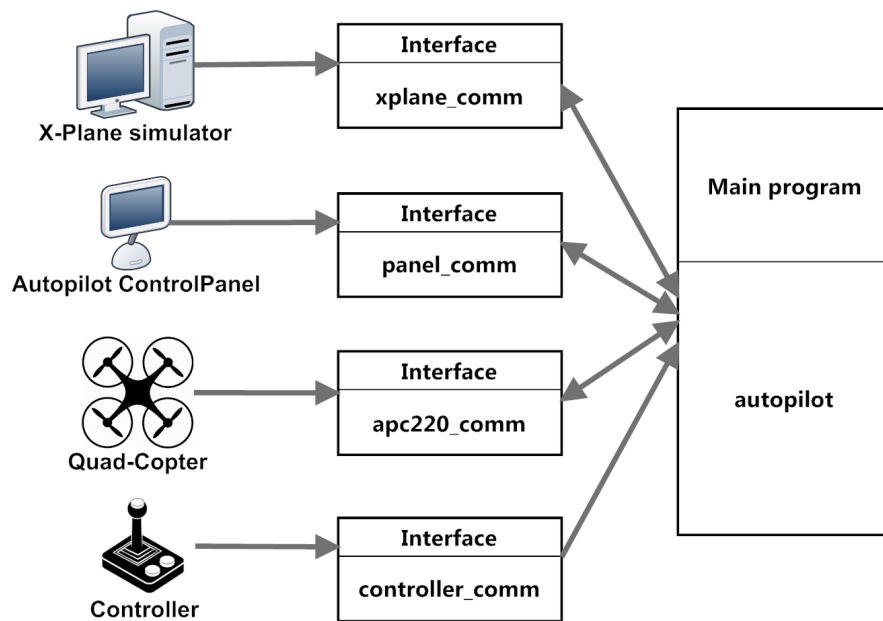 X-Plane simulator
Interface
xplane_comm
Autopilot ControlPanel
Interface
panel_comm
Quad-Copter
Interface
apc220_comm
Controller
Interface
controller_comm
Main program
autopilot